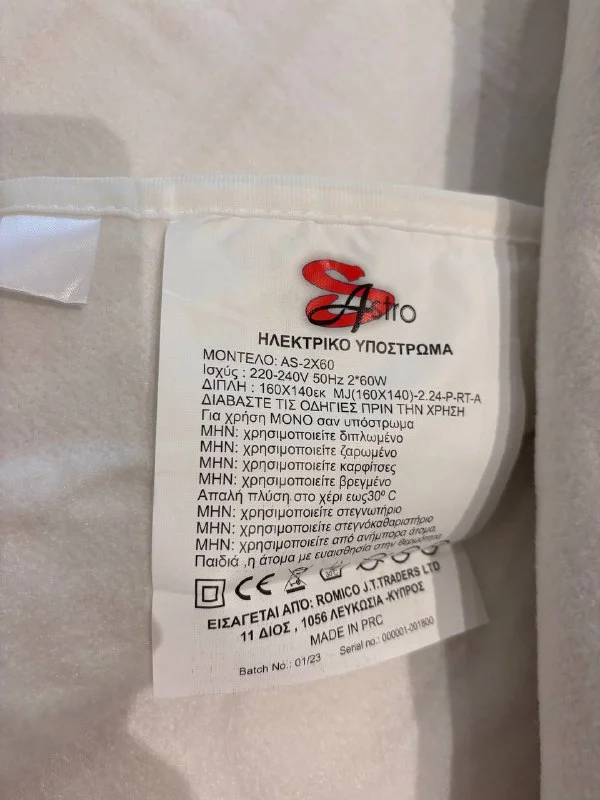 Astro
ΗΛΕΚΤΡΙΚΟ ΥΠΟΣΤΡΩΜΑ
ΜΟΝΤΕΛΟ: AS-2X60
Ισχύς : 220-240V 50Hz 2*60W
ΔΙΠΛΗ : 160X140εκ MJ(160X140)-2.24-P-RT-A
ΔΙΑΒΑΣΤΕ ΤΙΣ ΟΔΗΓΙΕΣ ΠΡΙΝ ΤΗΝ ΧΡΗΣΗ
Για χρήση ΜΟΝΟ σαν υπόστρωμα
ΜΗΝ: χρησιμοποιείτε διπλωμένο
ΜΗΝ: χρησιμοποιείτε ζαρωμένο
ΜΗΝ: χρησιμοποιείτε καρφίτσες
ΜΗΝ: χρησιμοποιείτε βρεγμένο
Απαλή πλύση στο χέρι εως30° C
ΜΗΝ: χρησιμοποιείτε στεγνωτήριο
ΜΗΝ: χρησιμοποιείτε στεγνόκαθαριστήριο
ΜΗΝ: χρησιμοποιείτε από ανήμπορα άτομα,
Παιδιά ,η άτομα με ευαισθησία στην θερμότητα
CE 30°
ΕΙΣΑΓΕΤΑΙ ΑΠΟ: ROMICO J.T.TRADERS LTD
11 ΔΙΟΣ , 1056 ΛΕΥΚΩΣΙΑ -ΚΥΠΡΟΣ
MADE IN PRC
Batch No.: 01/23 Serial no.: 000001-001800